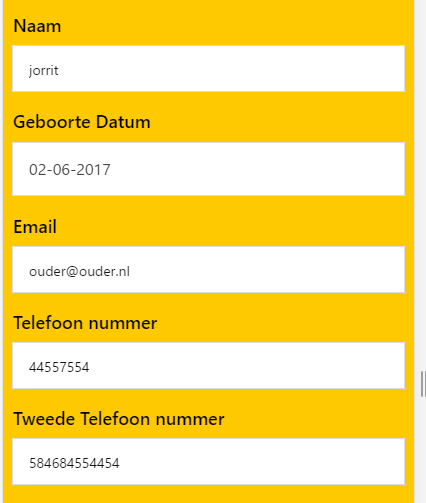 Naam
jorrit
Geboorte Datum
02-06-2017
Email
ouder@ouder.nl
Telefoon nummer
44557554
Tweede Telefoon nummer
584684554454